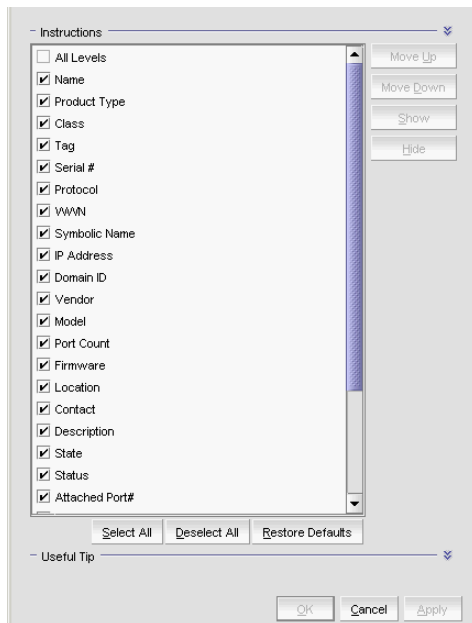 Instructions
All Levels
Name
Product Type
Class
Tag
Serial #
Protocol
WWN
Symbolic Name
IP Address
Domain ID
Vendor
Model
Port Count
Firmware
Location
Contact
Description
State
Status
Attached Port#
Move Up
Move Down
Show
Hide
Select All Deselect All Restore Defaults
Useful Tip
OK Cancel Apply